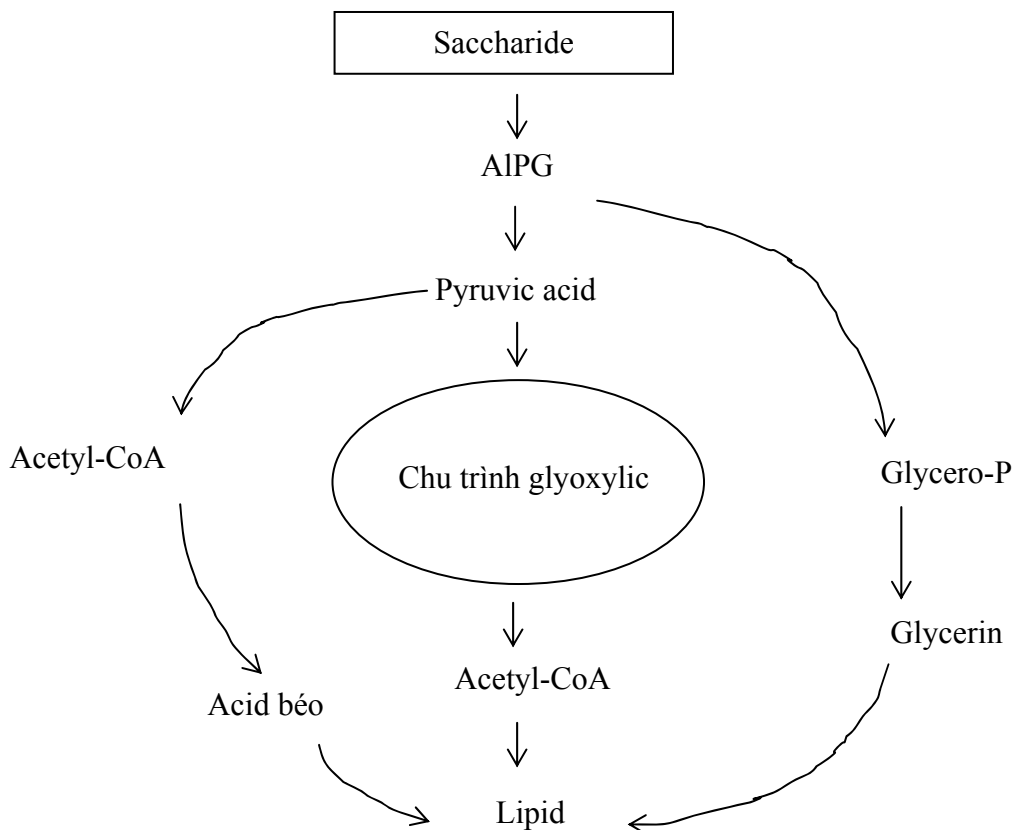 Saccharide
AlPG
Pyruvic acid
Acetyl-CoA
Chu trình glyoxylic
Glycero-P
Glycerin
Acetyl-CoA
Acid béo
Lipid